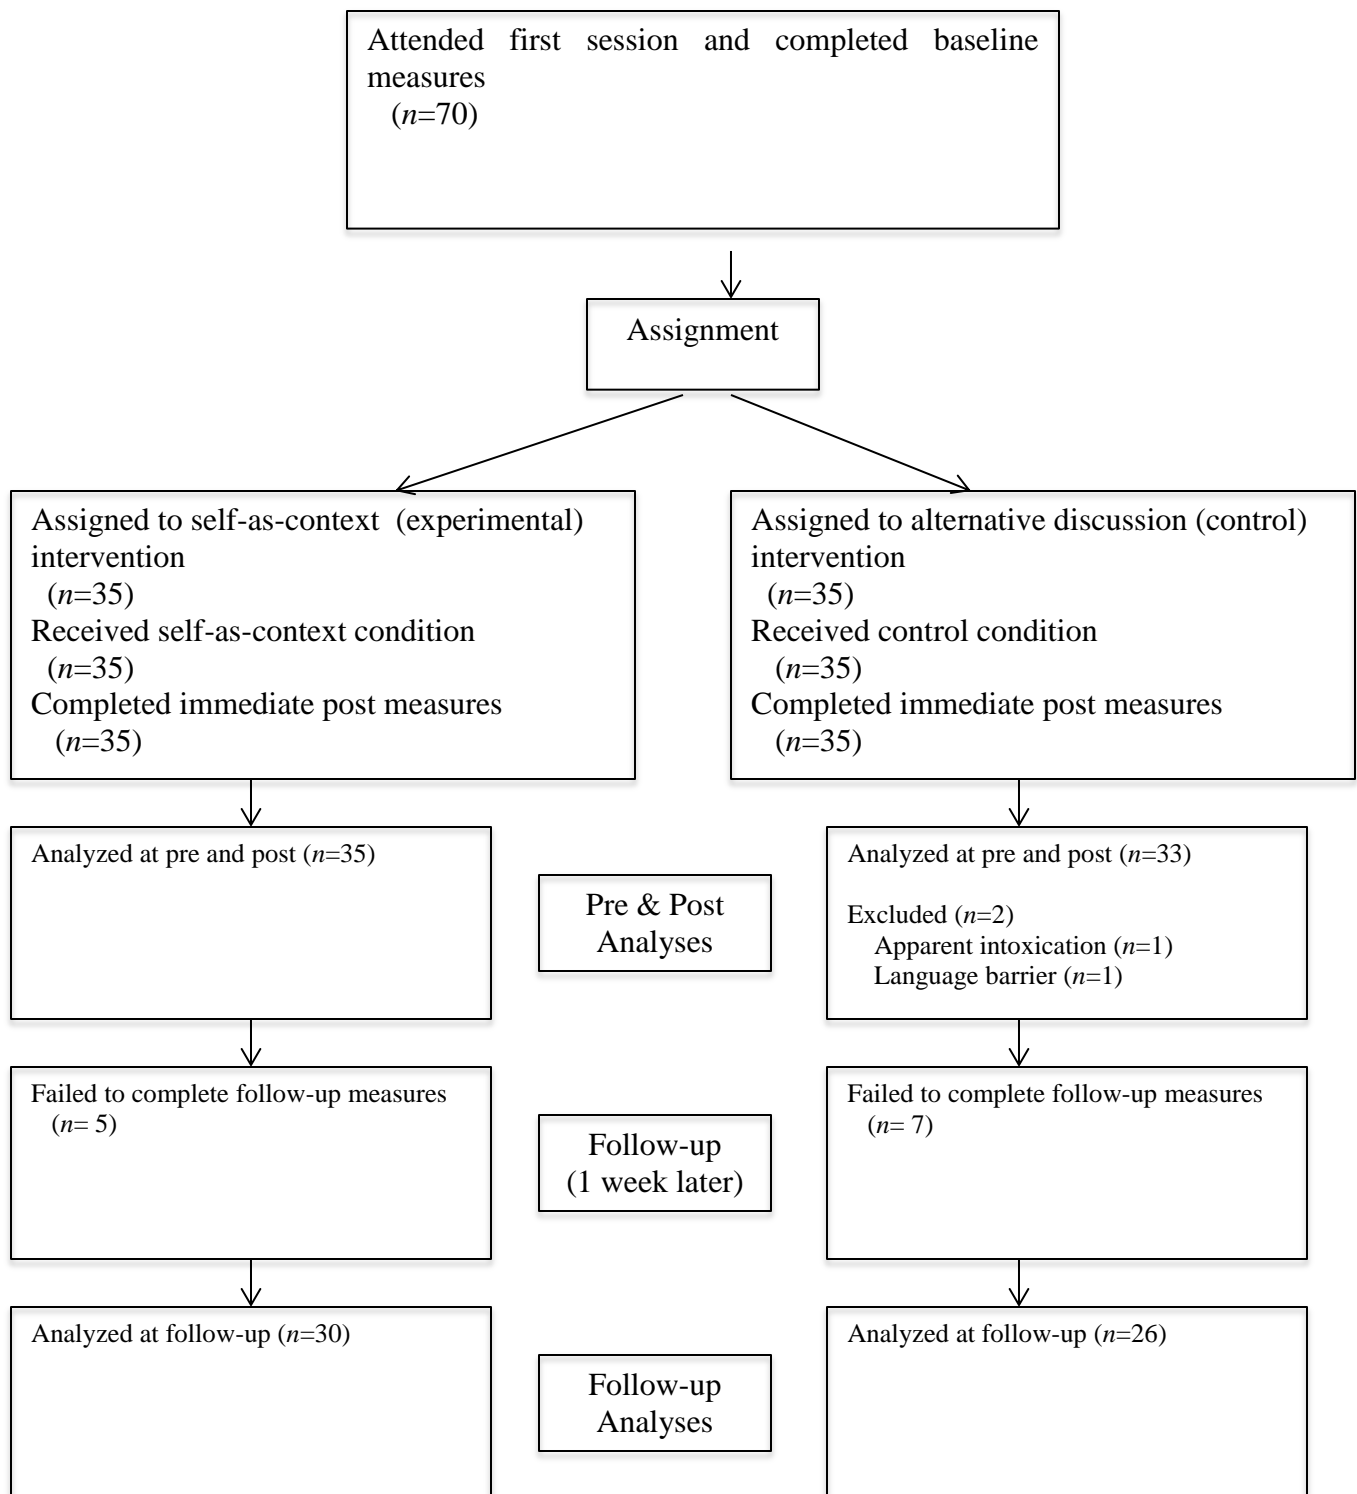 Attended first session and completed baseline
measures
(n=70)
Assignment
Assigned to self-as-context (experimental)
intervention
(n=35)
Received self-as-context condition
(n=35)
Completed immediate post measures
(n=35)
Assigned to alternative discussion (control)
intervention
(n=35)
Received control condition
(n=35)
Completed immediate post measures
(n=35)
Analyzed at pre and post (n=35)
Pre & Post
Analyses
Analyzed at pre and post (n=33)
Excluded (n=2)
Apparent intoxication (n=1)
Language barrier (n=1)
Failed to complete follow-up measures
(n= 5)
Follow-up
(1 week later)
Failed to complete follow-up measures
(n= 7)
Analyzed at follow-up (n=30)
Follow-up
Analyses
Analyzed at follow-up (n=26)